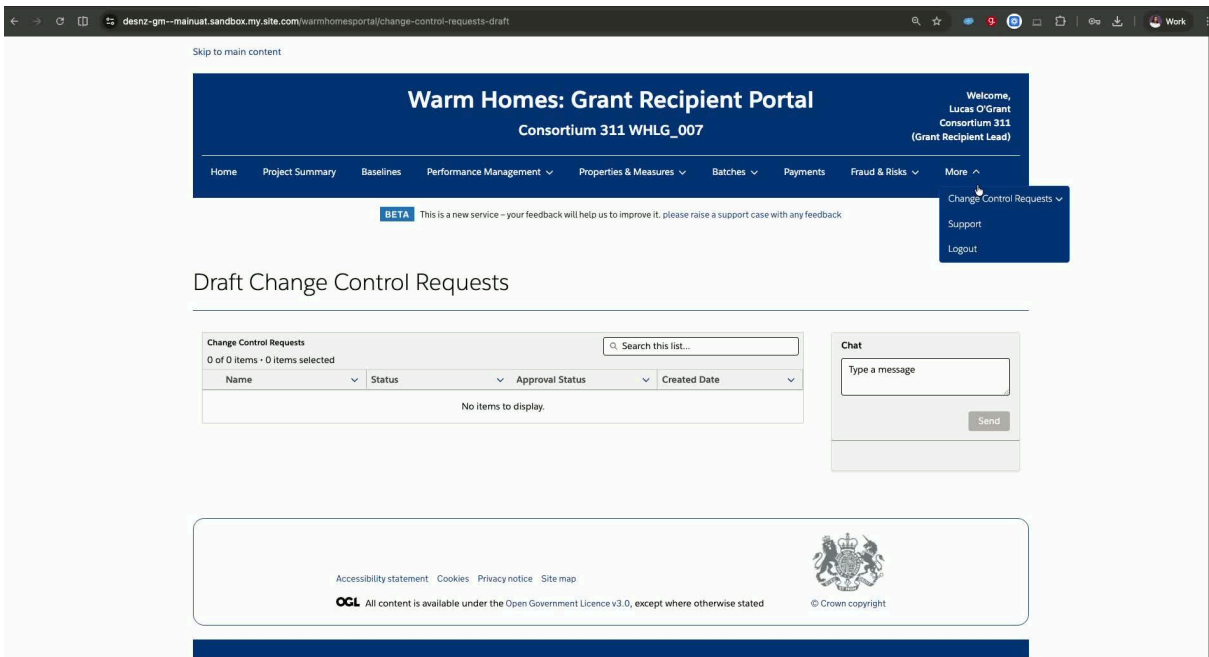 desnz-gm--mainuat.sandbox.my.site.com/warmhomesportal/change-control-requests-draft
Work
Skip to main content
Warm Homes: Grant Recipient Portal
Consortium 311 WHLG_007
Welcome,
Lucas O'Grant
Consortium 311
(Grant Recipient Lead)
Home Project Summary Baselines Performance Management Properties & Measures Batches Payments Fraud & Risks More
Change Control Requests
Support
Logout
BETA This is a new service – your feedback will help us to improve it. please raise a support case with any feedback
Draft Change Control Requests
Change Control Requests
0 of 0 items • 0 items selected
Search this list...
Name Status Approval Status Created Date
No items to display.
Chat
Type a message
Send
Accessibility statement Cookies Privacy notice Site map
OGL All content is available under the Open Government Licence v3.0, except where otherwise stated
© Crown copyright